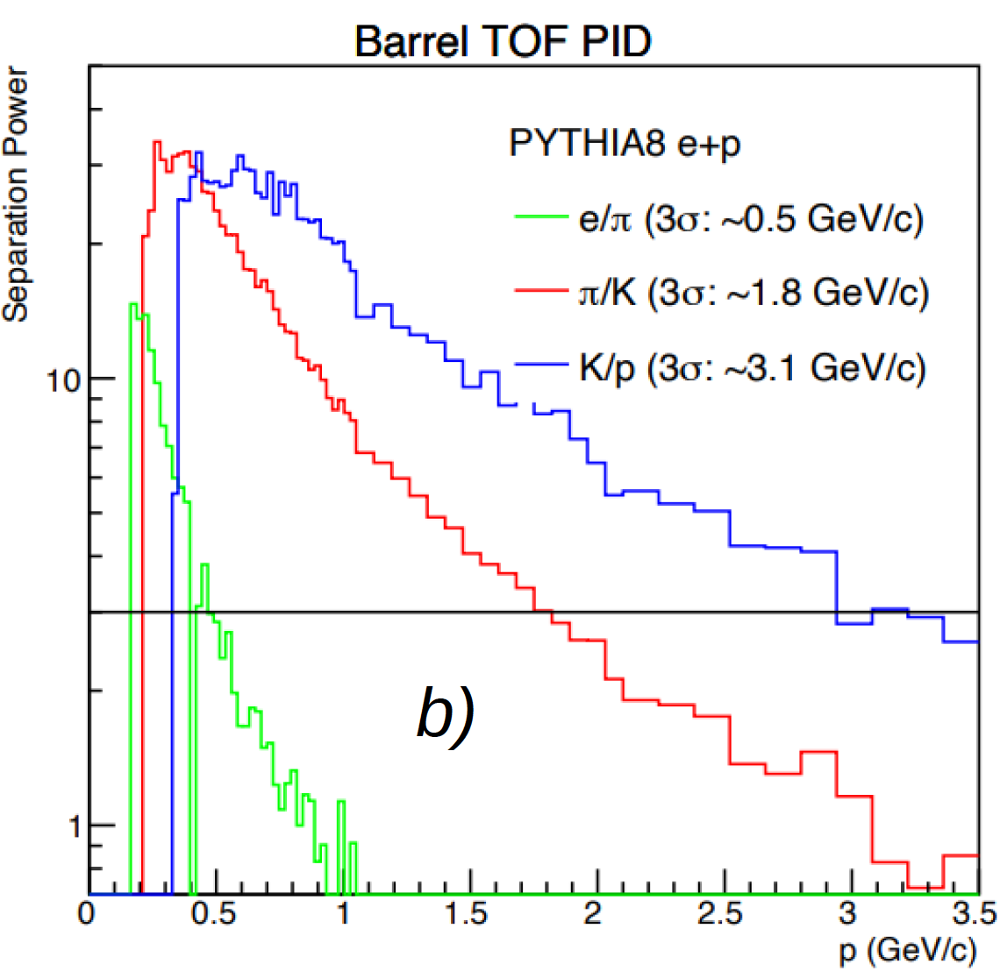 Barrel TOF PID
Separation Power
PYTHIA8 e+p
e/π (3σ: ~0.5 GeV/c)
π/K (3σ: ~1.8 GeV/c)
K/p (3σ: ~3.1 GeV/c)
10
1
b)
0 0.5 1 1.5 2 2.5 3 3.5
p (GeV/c)